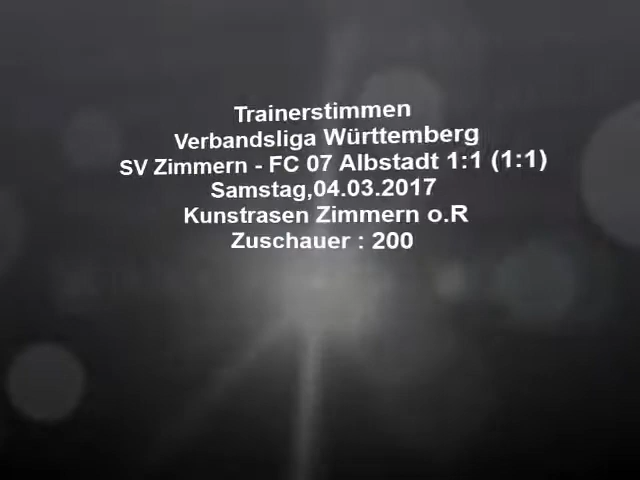 Trainerstimmen
Verbandsliga Württemberg
SV Zimmern - FC 07 Albstadt 1:1 (1:1)
Samstag,04.03.2017
Kunstrasen Zimmern o.R
Zuschauer : 200